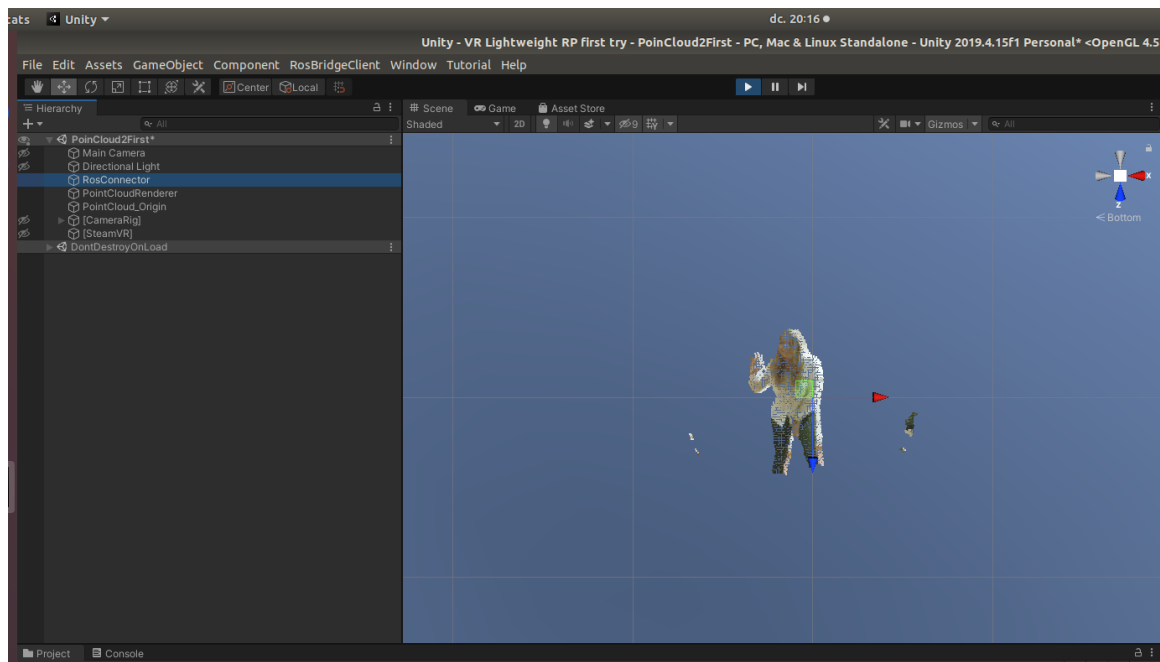 ats Unity dc. 20:16
Unity - VR Lightweight RP first try - PoinCloud2First - PC, Mac & Linux Standalone - Unity 2019.4.15f1 Personal* <OpenGL 4.5
File Edit Assets GameObject Component RosBridgeClient Window Tutorial Help
Center Local
Hierarchy Scene Game Asset Store
All Shaded 2D 9 Gizmos All
PoinCloud2First*
Main Camera
Directional Light
RosConnector x
PointCloudRenderer
PointCloud_Origin z
[CameraRig] < Bottom
[SteamVR]
DontDestroyOnLoad
Project Console